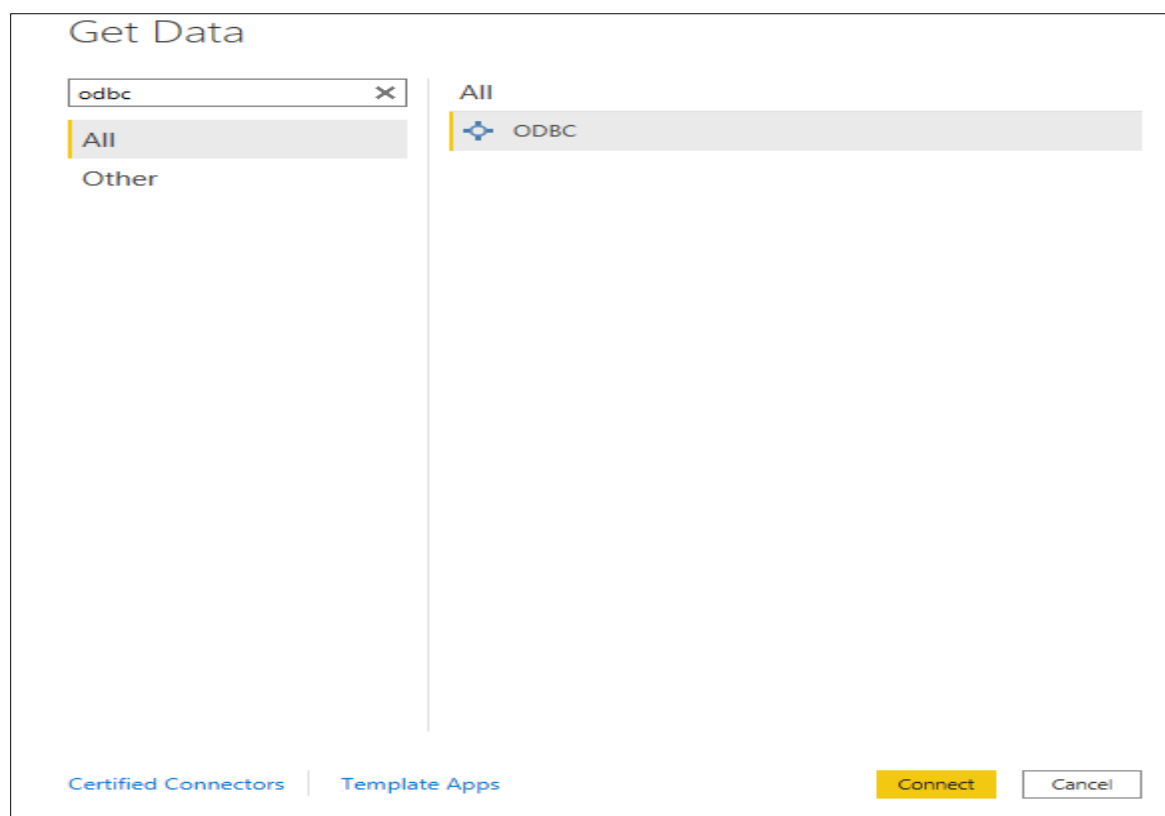 Get Data
odbc
All
Other
All
ODBC
Certified Connectors
Template Apps
Connect
Cancel